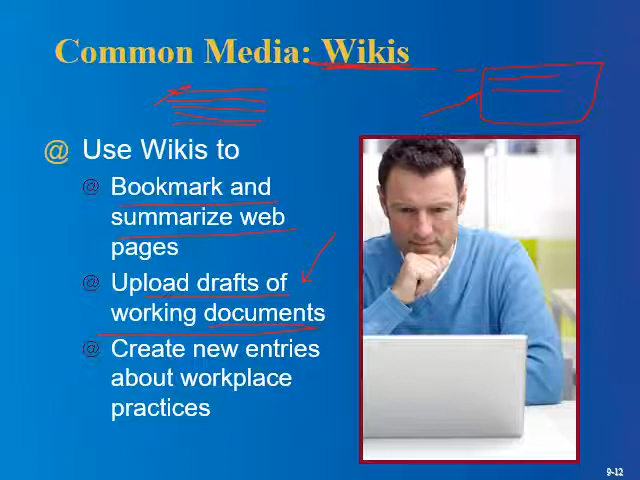 Common Media: Wikis
@ Use Wikis to
@ Bookmark and
summarize web
pages
@ Upload drafts of
working documents
@ Create new entries
about workplace
practices
9-12